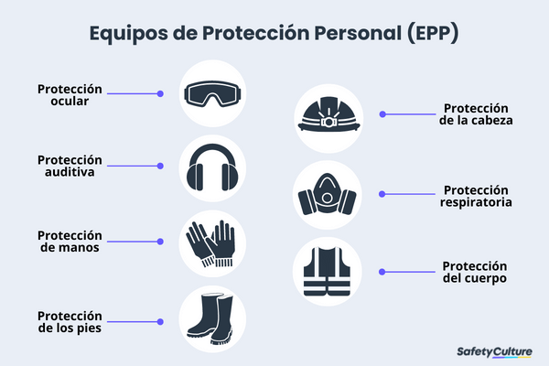 Equipos de Protección Personal (EPP)
Protección
ocular
Protección
auditiva
Protección
de manos
Protección
de los pies
Protección
de la cabeza
Protección
respiratoria
Protección
del cuerpo
SafetyCulture